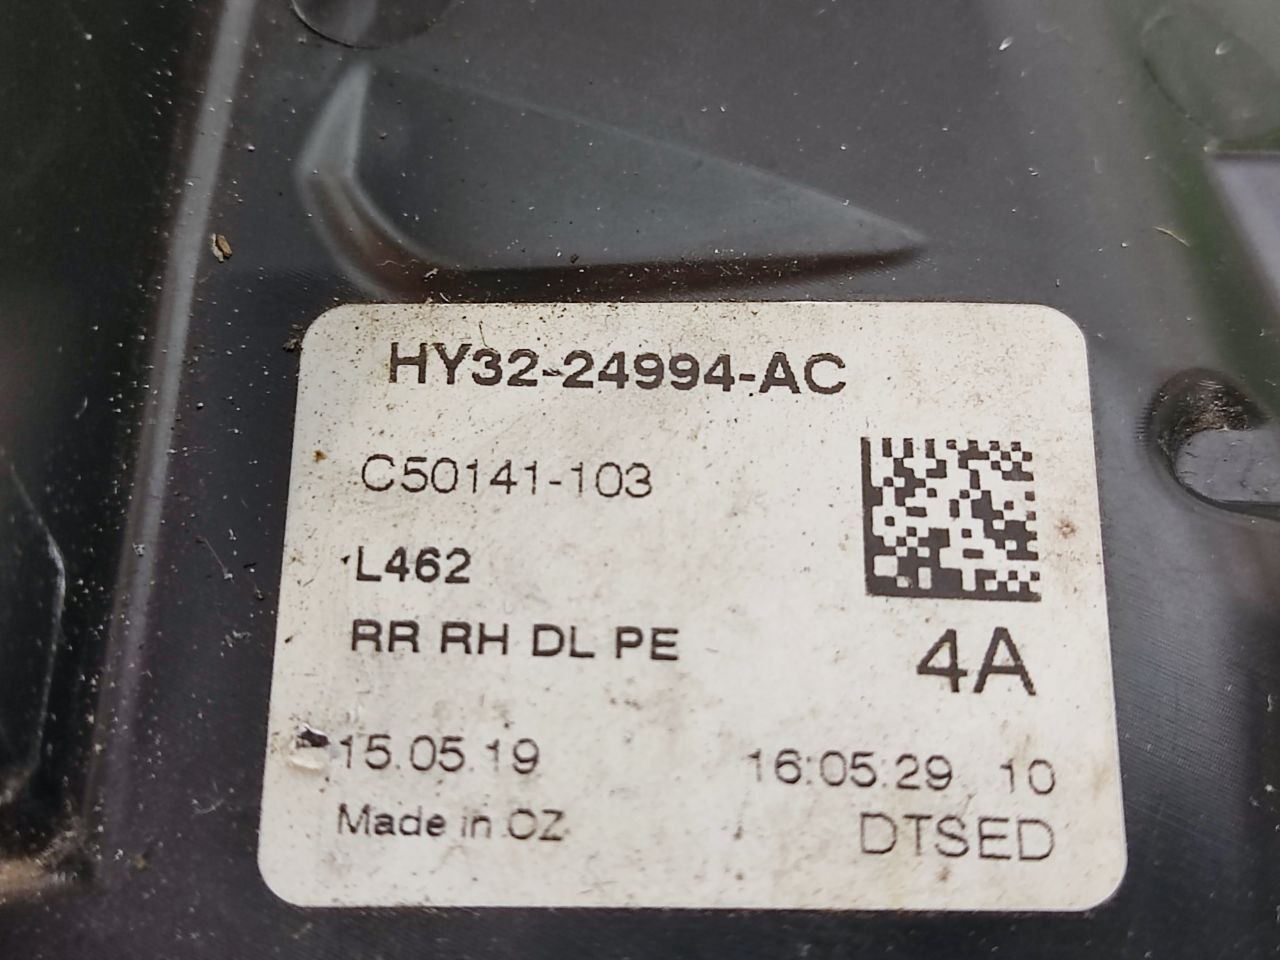 HY32-24994-AC
C50141-103
L462
RR RH DL PE
4A
15.05.19 16:05:29 10
Made in CZ DTSED